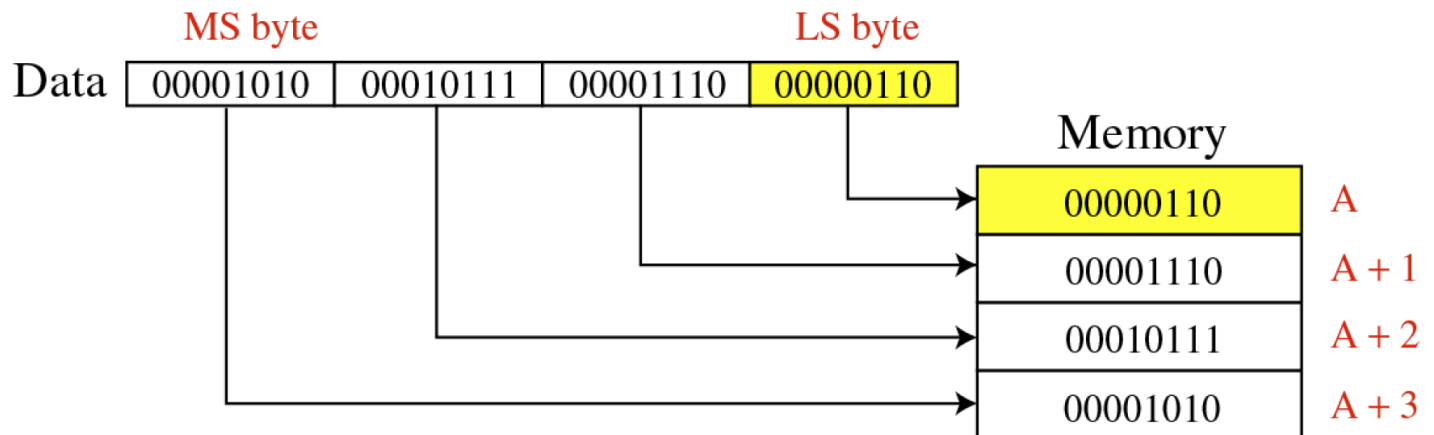 MS byte LS byte
Data 00001010 00010111 00001110 00000110
Memory
00000110 A
00001110 A + 1
00010111 A + 2
00001010 A + 3